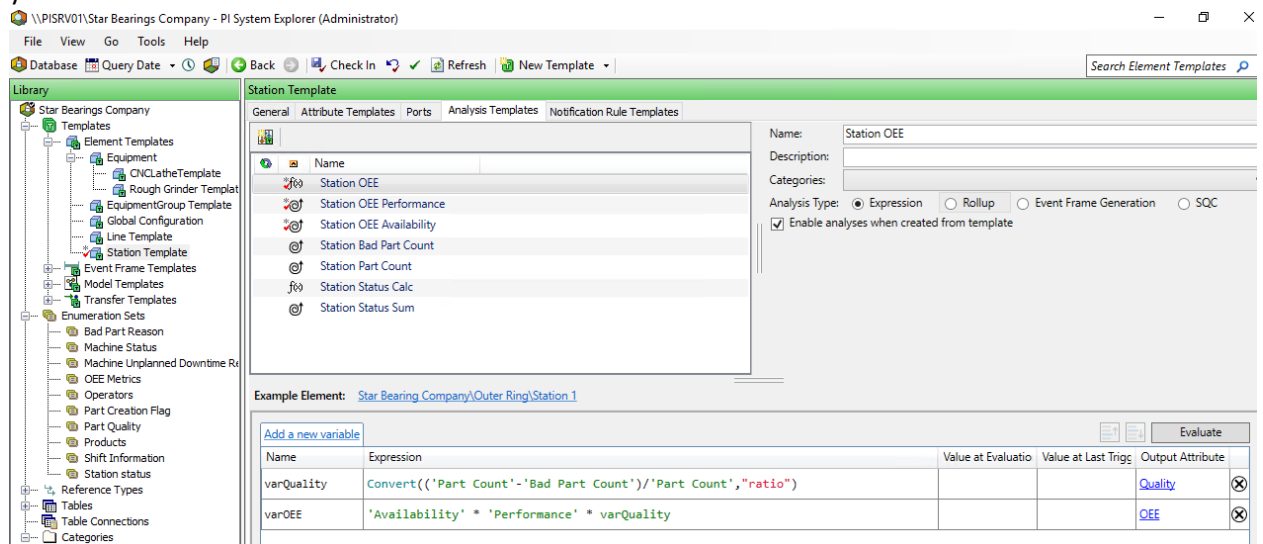 \\PISRV01\Star Bearings Company - PI System Explorer (Administrator)
File View Go Tools Help
Database Query Date Back Check In Refresh New Template Search Element Templates
Library
Star Bearings Company
Templates
Element Templates
Equipment
CNCLatheTemplate
Rough Grinder Templat
EquipmentGroup Template
Global Configuration
Line Template
Station Template
Event Frame Templates
Model Templates
Transfer Templates
Enumeration Sets
Bad Part Reason
Machine Status
Machine Unplanned Downtime Re
OEE Metrics
Operators
Part Creation Flag
Part Quality
Products
Shift Information
Station status
Reference Types
Tables
Table Connections
Categories
Station Template
General Attribute Templates Ports Analysis Templates Notification Rule Templates
Name
Station OEE
Station OEE Performance
Station OEE Availability
Station Bad Part Count
Station Part Count
Station Status Calc
Station Status Sum
Name: Station OEE
Description:
Categories:
Analysis Type: Expression Rollup Event Frame Generation SQC
Enable analyses when created from template
Example Element: Star Bearing Company\Outer Ring\Station 1
Add a new variable Evaluate
Name Expression Value at Evaluatio Value at Last Trigg Output Attribute
varQuality Convert(('Part Count'-'Bad Part Count')/'Part Count',"ratio") Quality
varOEE 'Availability' * 'Performance' * varQuality OEE